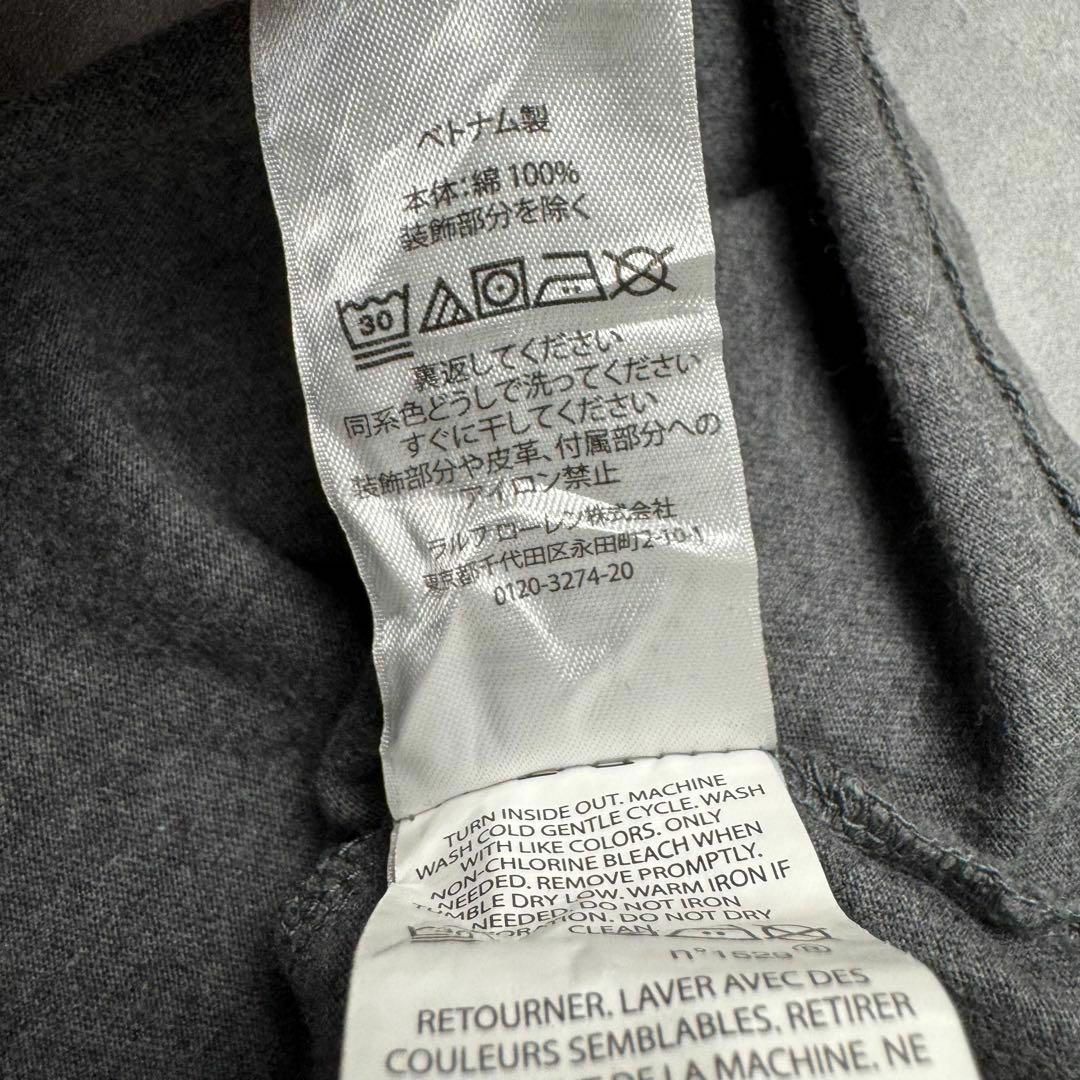 ベトナム製
本体:綿 100%
装飾部分を除く
30
裏返してください
同系色どうしで洗ってください
すぐに干してください
装飾部分や皮革、付属部分への
アイロン禁止
ラルフ ローレン株式会社
東京都千代田区永田町2-10-1
0120-3274-20
TURN INSIDE OUT. MACHINE
WASH COLD GENTLE CYCLE. WASH
WITH LIKE COLORS. ONLY
NON-CHLORINE BLEACH WHEN
NEEDED. REMOVE PROMPTLY.
TUMBLE DRY LOW. WARM IRON IF
NEEDED. DO NOT IRON
DO NOT DRY
CLEAN.
30
RETOURNER. LAVER AVEC DES
COULEURS SEMBLABLES. RETIRER
DE LA MACHINE. NE